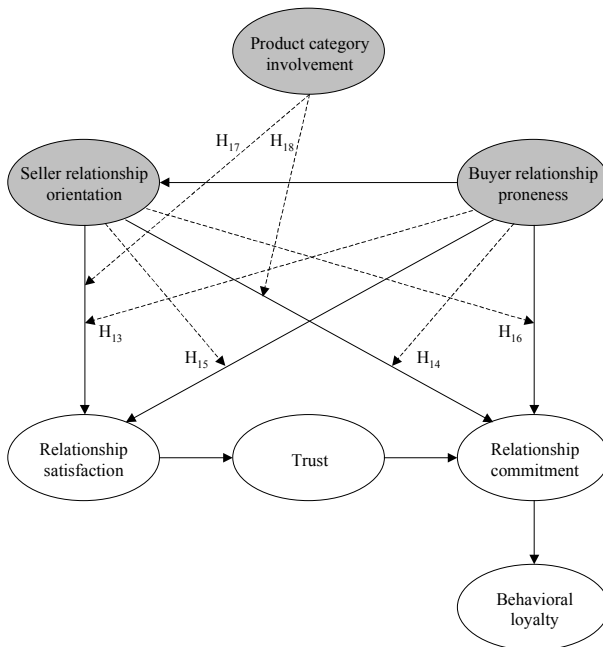 Product category
involvement
H17
H18
Seller relationship
orientation
Buyer relationship
proneness
H13
H15
H14
H16
Relationship
satisfaction
Trust
Relationship
commitment
Behavioral
loyalty